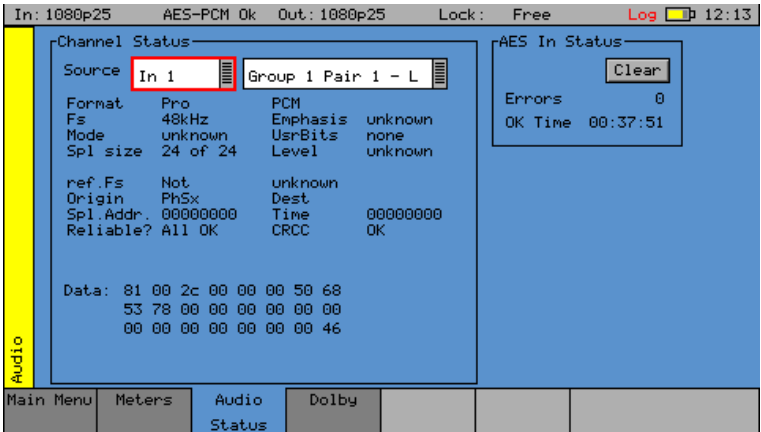 In: 1080p25 AES-PCM Ok Out: 1080p25 Lock: Free Log 12:13
Channel Status
AES In Status
Source In 1 Group 1 Pair 1 - L
Clear
Format Pro PCM
Fs 48kHz Emphasis unknown
Mode unknown UsrBits none
Spl size 24 of 24 Level unknown
Errors 0
OK Time 00:37:51
ref.Fs Not unknown
Origin PhSx Dest
Spl.Addr. 00000000 Time 00000000
Reliable? All OK CRCC OK
Data: 81 00 2c 00 00 00 50 68
53 78 00 00 00 00 00 00
00 00 00 00 00 00 00 46
Audio
Main Menu Meters Audio Status Dolby